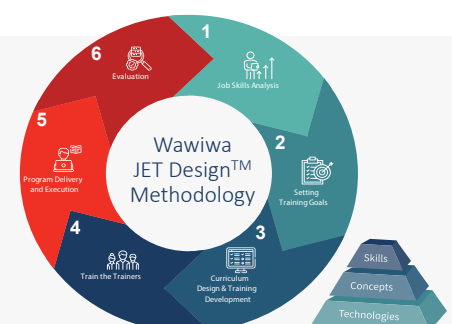 1
Job Skills Analysis
2
Setting
Training Goals
3
Curriculum
Design & Training
Development
4
Train the Trainers
5
Program Delivery
and Execution
6
Evaluation
Wawiwa
JET Design™
Methodology
Skills
Concepts
Technologies